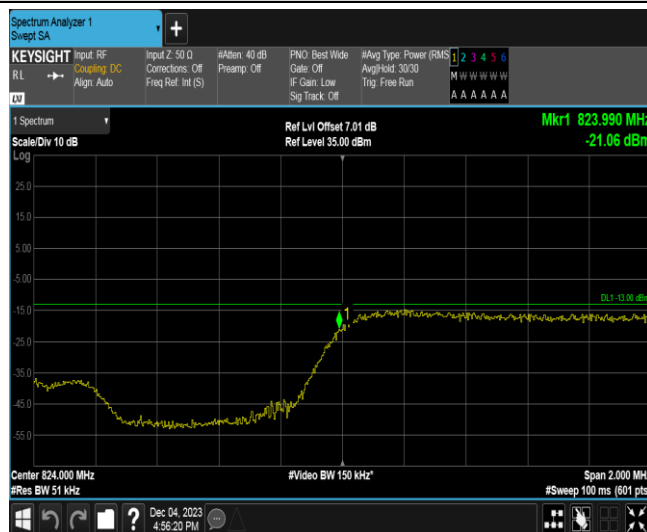 Spectrum Analyzer 1
Swept SA
+
KEYSIGHT
RL
LXI
Input: RF
Coupling: DC
Align: Auto
Input Z: 50 Ω
Corrections: Off
Freq Ref: Int (S)
#Atten: 40 dB
Preamp: Off
PNO: Best Wide
Gate: Off
IF Gain: Low
Sig Track: Off
#Avg Type: Power (RMS
Avg|Hold: 30/30
Trig: Free Run
1 2 3 4 5 6
M W W W W W
A A A A A A
1 Spectrum
Scale/Div 10 dB
Log
Ref Lvl Offset 7.01 dB
Ref Level 35.00 dBm
Mkr1 823.990 MHz
-21.06 dBm
25.0
15.0
5.00
-5.00
-15.0
-25.0
-35.0
-45.0
-55.0
DL1 -13.00 dBm
1
Center 824.000 MHz
#Res BW 51 kHz
#Video BW 150 kHz*
Span 2.000 MHz
#Sweep 100 ms (601 pts)
?
Dec 04, 2023
4:56:20 PM